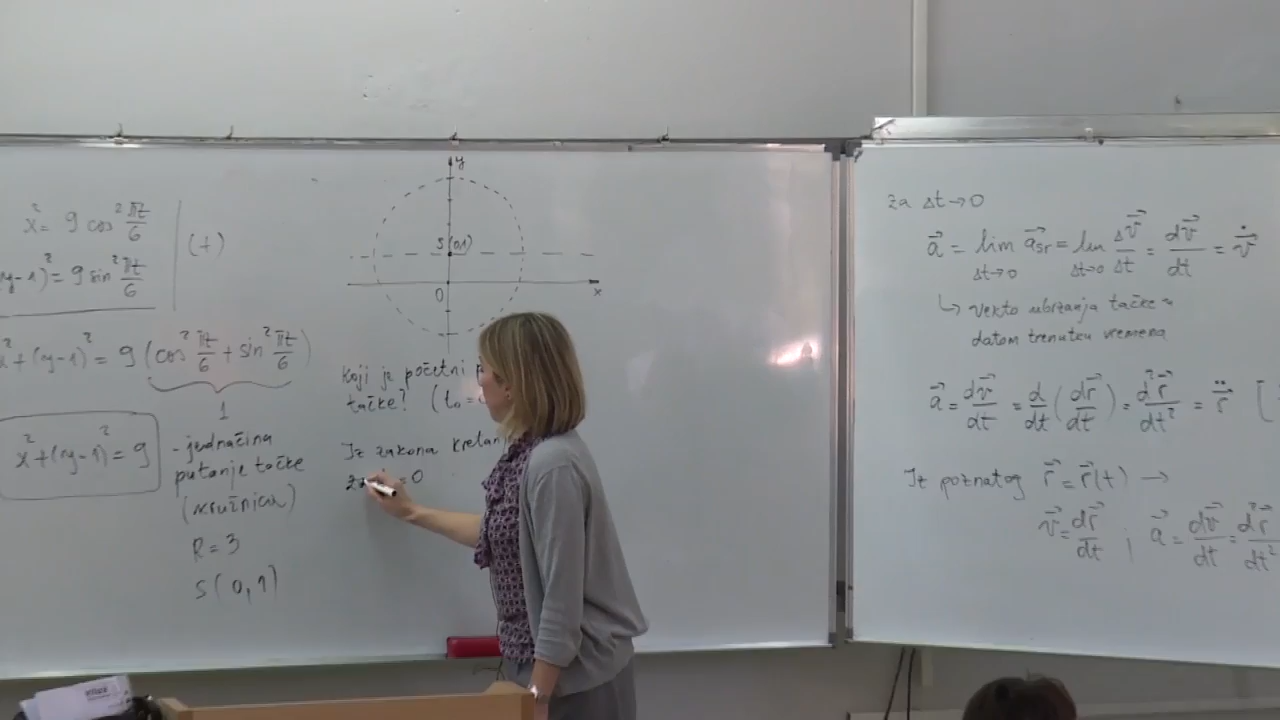 x² = 9 cos² πt/6
(y-1)² = 9 sin² πt/6
(+)
x² + (y-1)² = 9 (cos² πt/6 + sin² πt/6)
1
x² + (y-1)² = 9
- jednačina
putanje tačke
(kružnica)
R = 3
S(0,1)
y
S(0,1)
0
x
Koji je početni
tačke? (t₀ =
Iz zakona kretanj
za = 0
za Δt→0
a⃗ = lim a⃗sr = lim Δv⃗/Δt = dv⃗/dt = v̇⃗
Δt→0 Δt→0
↳ vekto ubrzanja tačke u
datom trenutku vremena
a⃗ = dv⃗/dt = d/dt (dr⃗/dt) = d²r⃗/dt² = r̈⃗ [
Iz poznatog r⃗ = r⃗(t) →
v⃗ = dr⃗/dt ; a⃗ = dv⃗/dt = d²r⃗/dt²